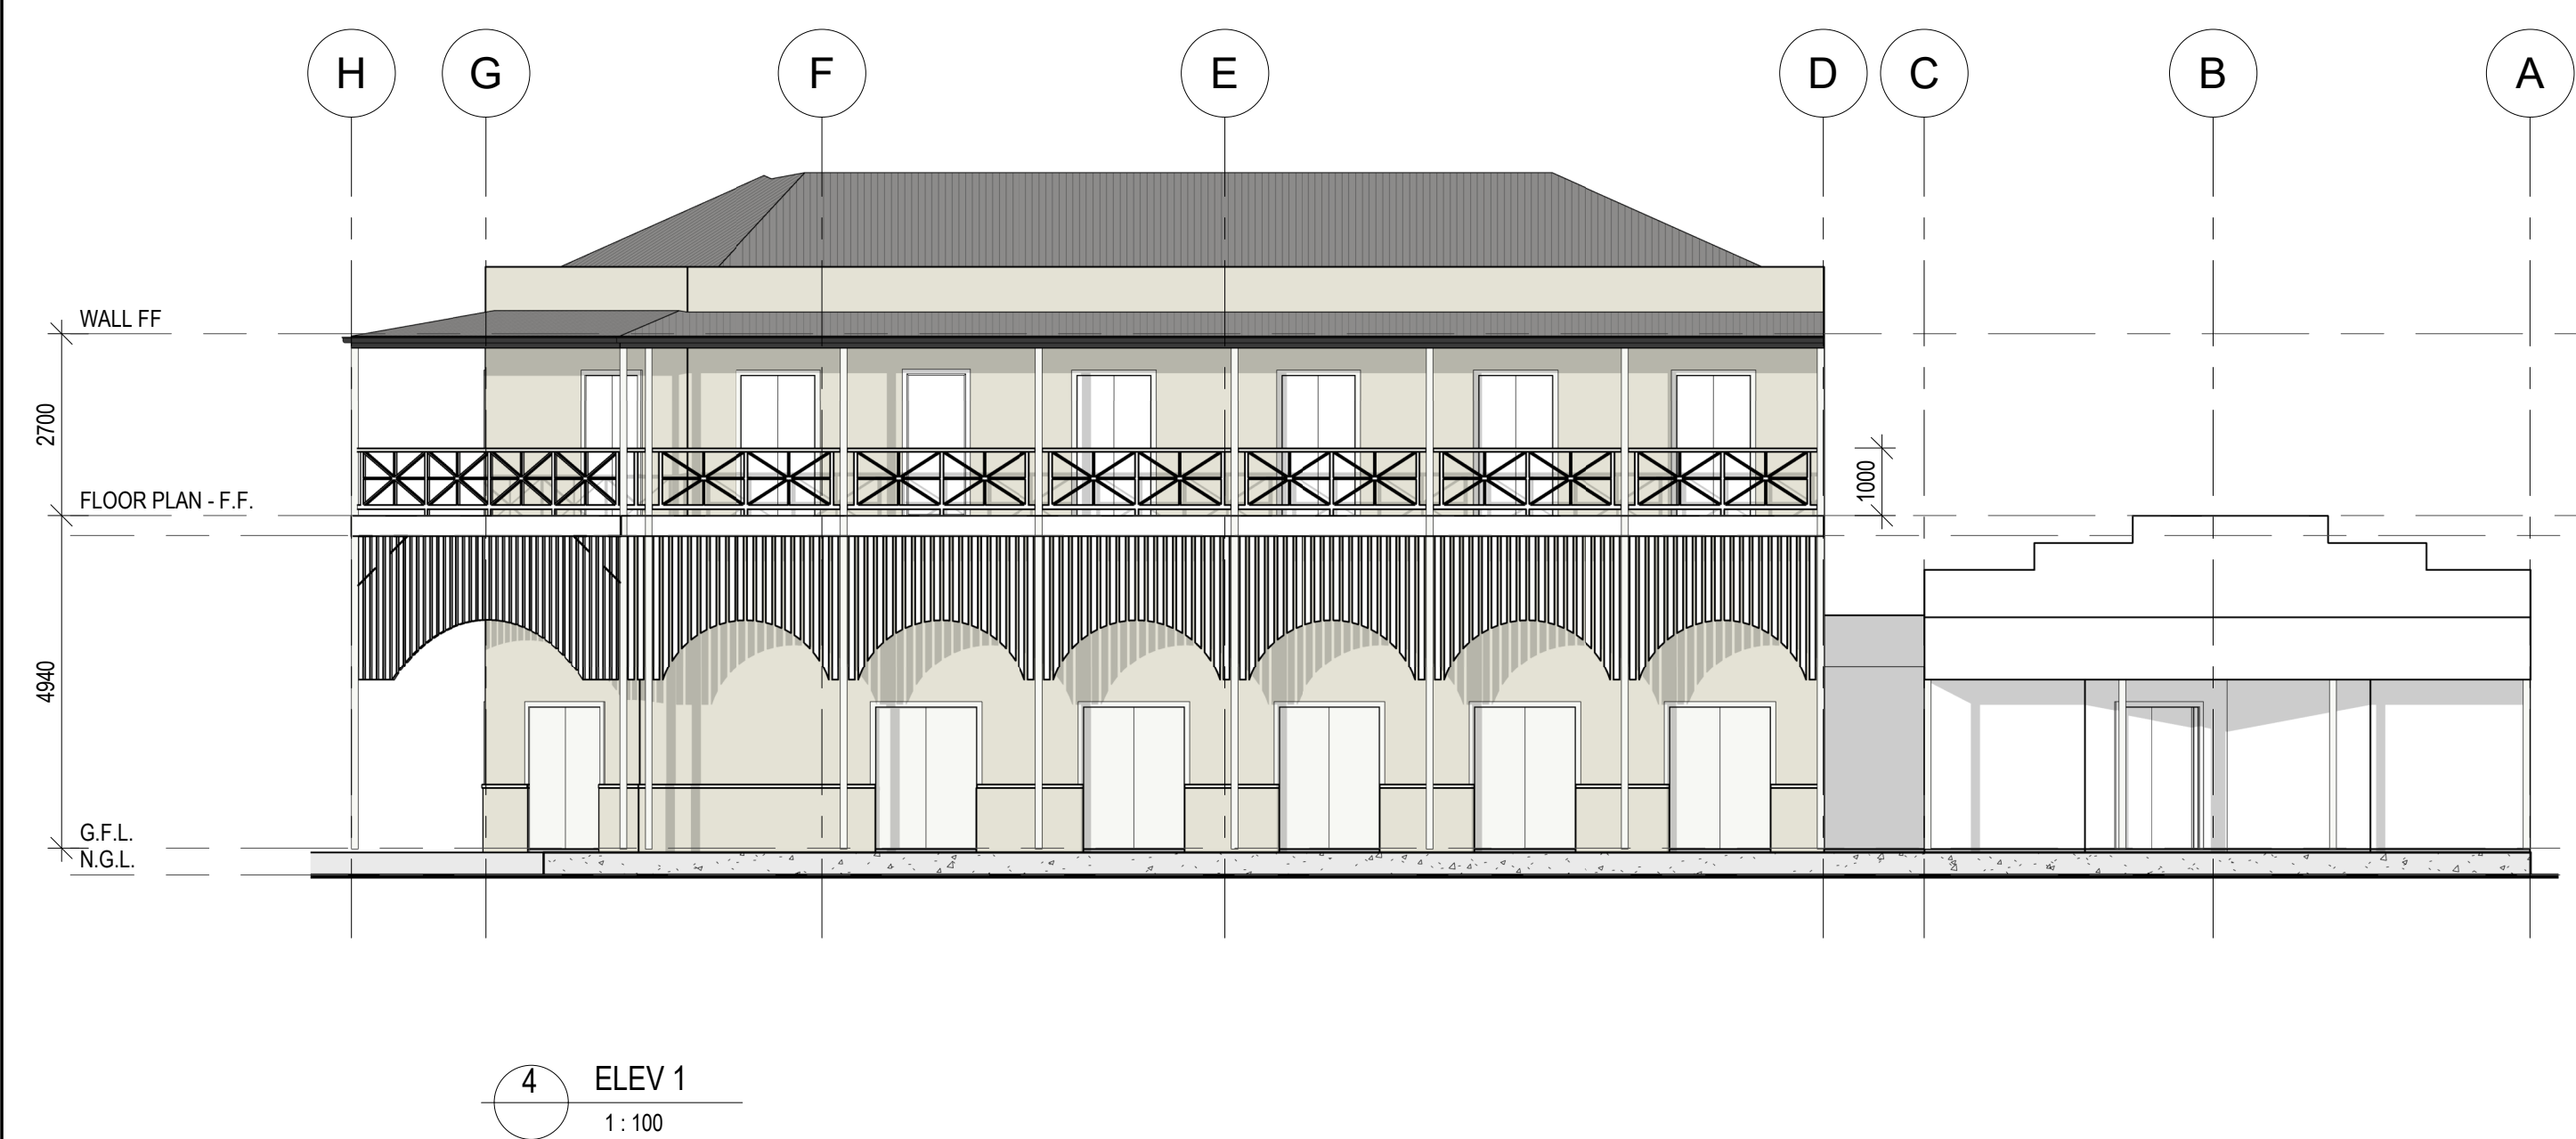 H G F E D C B A
WALL FF
2700
FLOOR PLAN - F.F.
1000
4940
G.F.L.
N.G.L.
4 ELEV 1
1 : 100